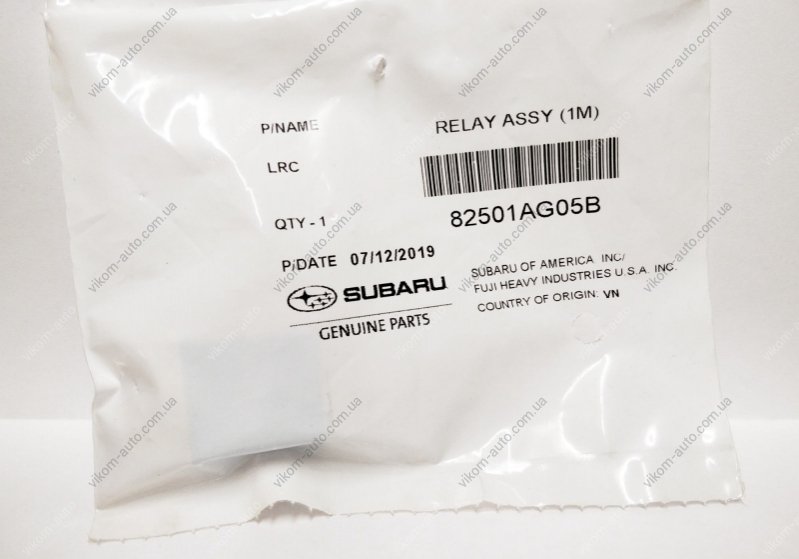 P/NAME RELAY ASSY (1M)
LRC
82501AG05B
QTY - 1
P/DATE 07/12/2019
SUBARU
GENUINE PARTS
SUBARU OF AMERICA INC/
FUJI HEAVY INDUSTRIES U.S.A. INC.
COUNTRY OF ORIGIN: VN
vikom-auto.com.ua